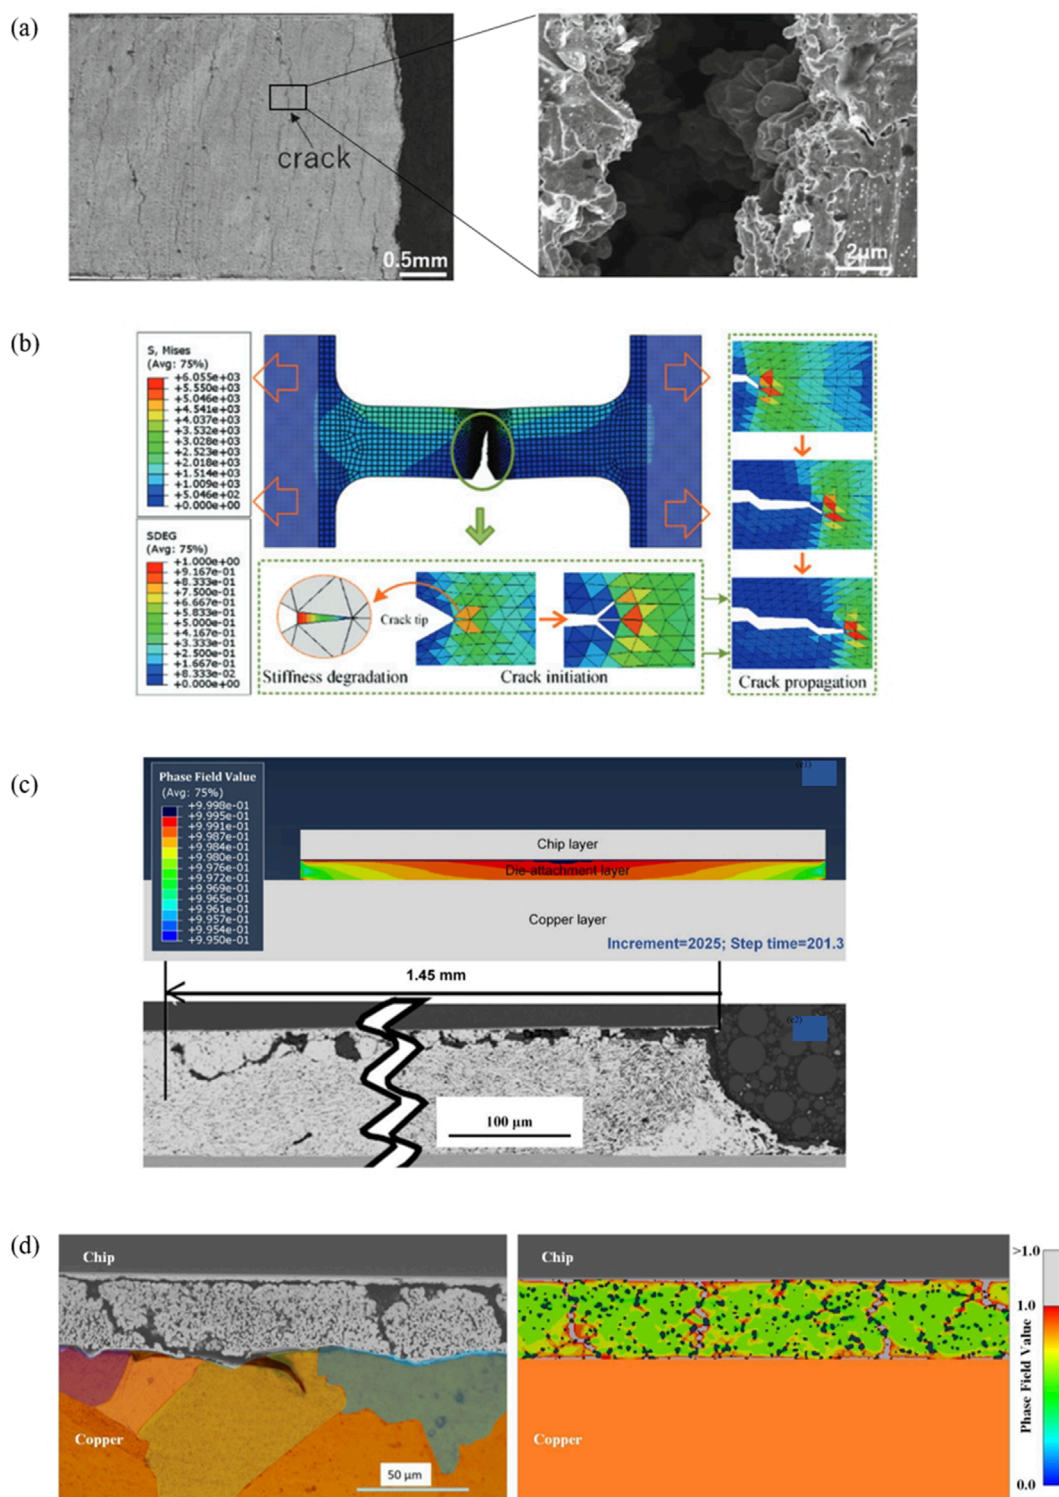 (a)
crack
0.5mm
2μm
(b)
S, Mises
(Avg: 75%)
+6.055e+03
+5.550e+03
+5.046e+03
+4.541e+03
+4.037e+03
+3.532e+03
+3.028e+03
+2.523e+03
+2.018e+03
+1.514e+03
+1.009e+03
+5.046e+02
+0.000e+00
SDEG
(Avg: 75%)
+1.000e+00
+9.167e-01
+8.333e-01
+7.500e-01
+6.667e-01
+5.833e-01
+5.000e-01
+4.167e-01
+3.333e-01
+2.500e-01
+1.667e-01
+8.333e-02
+0.000e+00
Crack tip
Stiffness degradation
Crack initiation
Crack propagation
(c)
Phase Field Value
(Avg: 75%)
+9.998e-01
+9.995e-01
+9.991e-01
+9.987e-01
+9.984e-01
+9.980e-01
+9.976e-01
+9.972e-01
+9.969e-01
+9.965e-01
+9.961e-01
+9.957e-01
+9.954e-01
+9.950e-01
(c1)
Chip layer
Die-attachment layer
Copper layer
Increment=2025; Step time=201.3
1.45 mm
(c2)
100 μm
(d)
Chip
Copper
50 μm
Chip
Copper
>1.0
1.0
Phase Field Value
0.0